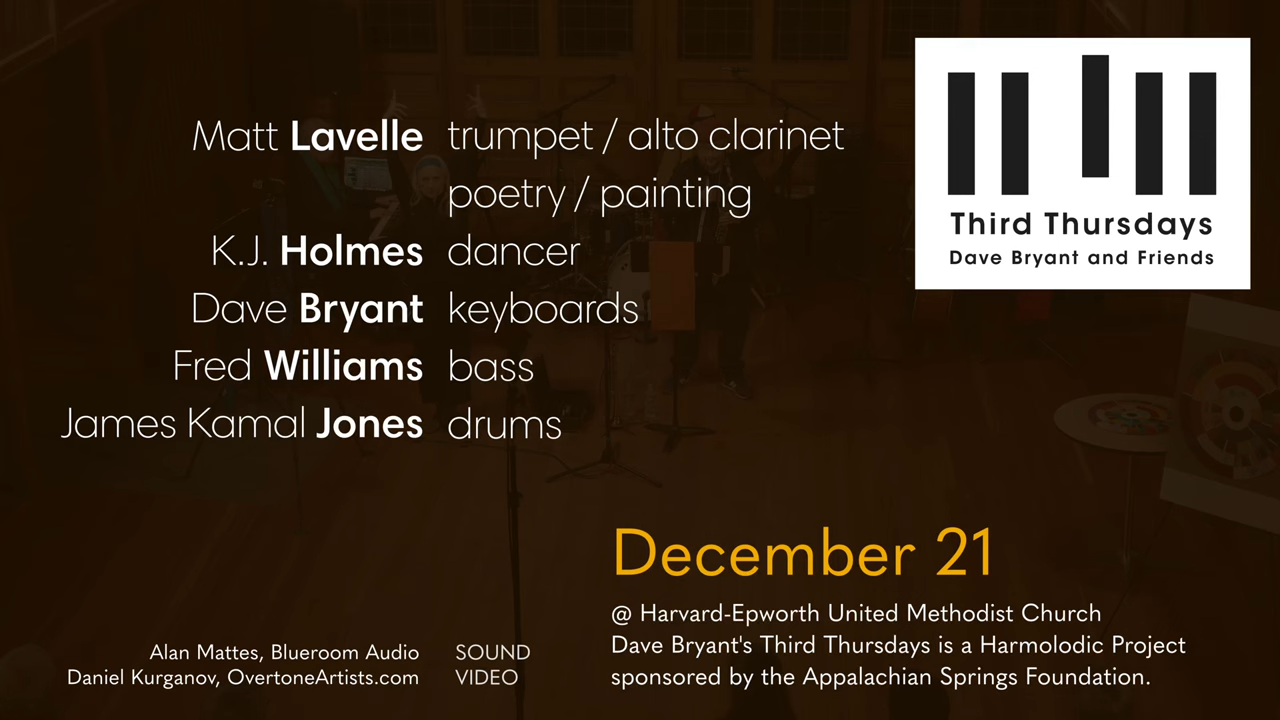 Matt Lavelle trumpet / alto clarinet
poetry / painting
K.J. Holmes dancer
Dave Bryant keyboards
Fred Williams bass
James Kamal Jones drums
Third Thursdays
Dave Bryant and Friends
December 21
@ Harvard-Epworth United Methodist Church
Dave Bryant's Third Thursdays is a Harmolodic Project
sponsored by the Appalachian Springs Foundation.
Alan Mattes, Blueroom Audio SOUND
Daniel Kurganov, OvertoneArtists.com VIDEO